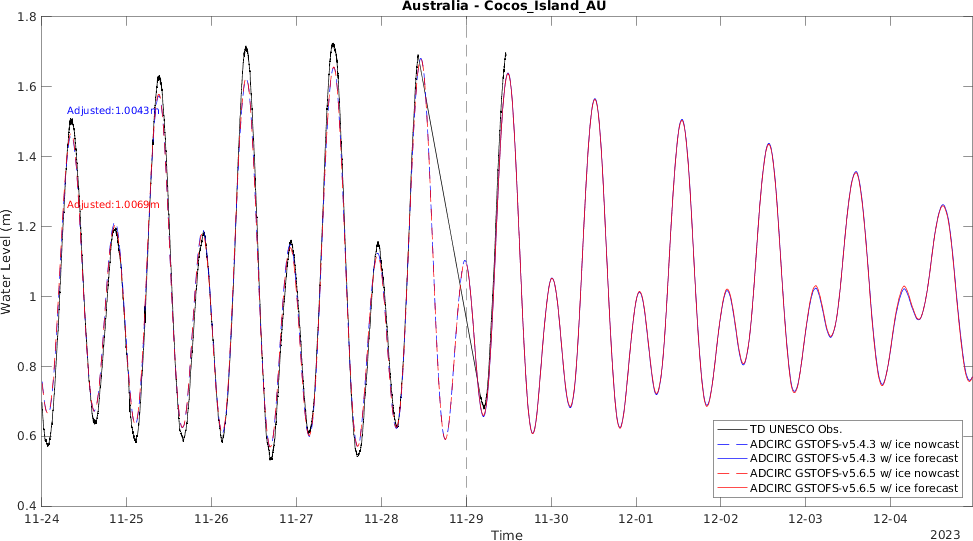 Australia - Cocos_Island_AU
1.8
1.6
1.4
1.2
1
0.8
0.6
0.4
Water Level (m)
Adjusted:1.0043m
Adjusted:1.0069m
TD UNESCO Obs.
ADCIRC GSTOFS-v5.4.3 w/ ice nowcast
ADCIRC GSTOFS-v5.4.3 w/ ice forecast
ADCIRC GSTOFS-v5.6.5 w/ ice nowcast
ADCIRC GSTOFS-v5.6.5 w/ ice forecast
11-24 11-25 11-26 11-27 11-28 11-29 11-30 12-01 12-02 12-03 12-04
Time
2023